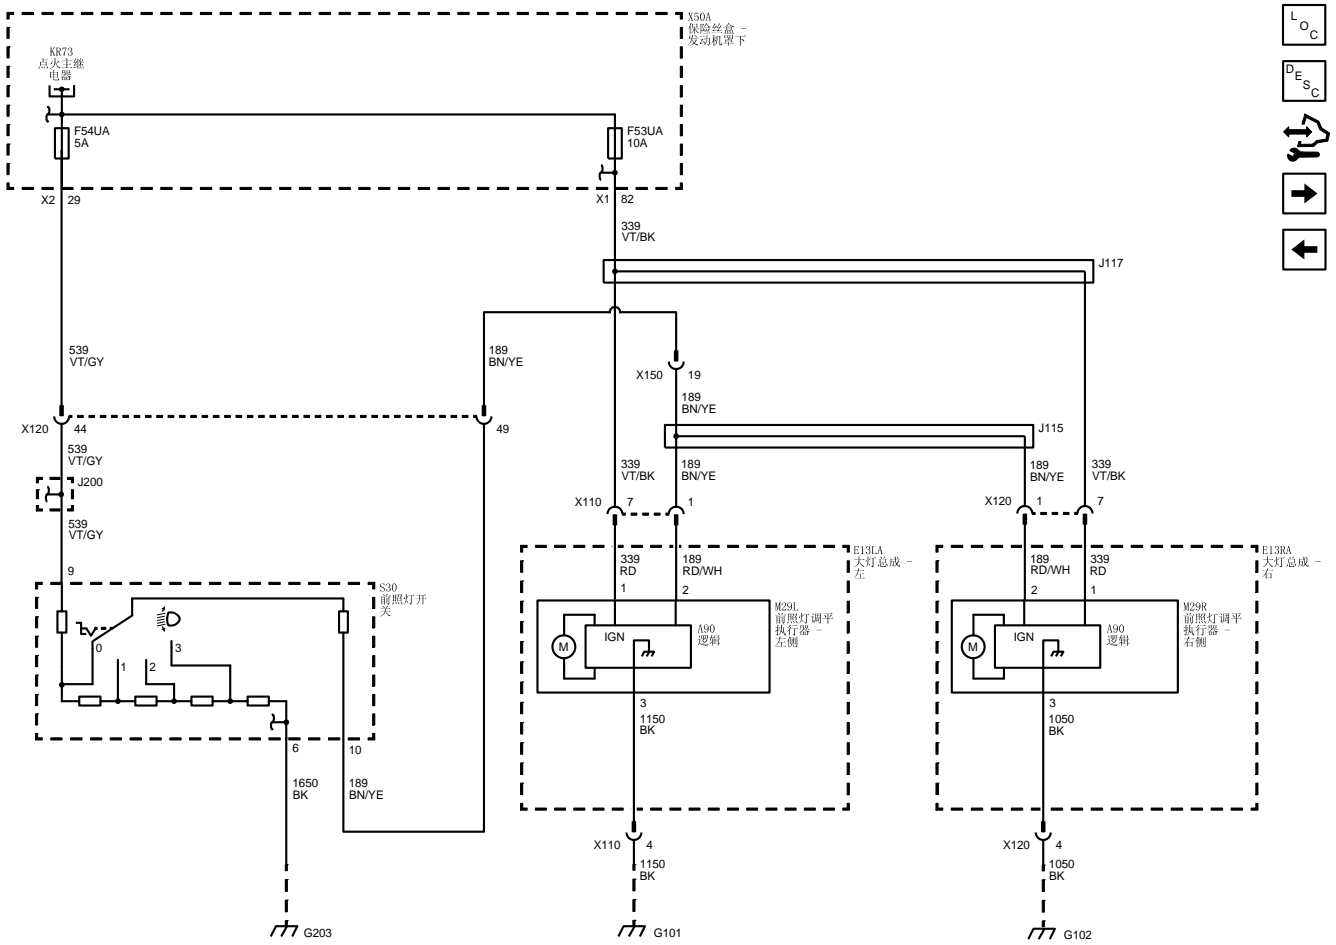 X50A
保险丝盒 -
发动机罩下
L
O
C
D
E
S
C
KR73
点火主继
电器
F54UA
5A
F53UA
10A
X2 29
X1 82
339
VT/BK
J117
539
VT/GY
189
BN/YE
X150 19
189
BN/YE
X120 44
49
J115
539
VT/GY
339
VT/BK
189
BN/YE
189
BN/YE
339
VT/BK
J200
X110 7 1
X120 1 7
539
VT/GY
E13LA
大灯总成 -
左
E13RA
大灯总成 -
右
339
RD
189
RD/WH
189
RD/WH
339
RD
9
1 2
2 1
S30
前照灯开
关
M29L
前照灯调平
执行器 -
左侧
M29R
前照灯调平
执行器 -
右侧
A90
逻辑
A90
逻辑
IGN
M
IGN
M
0 1 2 3
3
3
1150
BK
1050
BK
6 10
1650
BK
189
BN/YE
X110 4
X120 4
1150
BK
1050
BK
G203
G101
G102